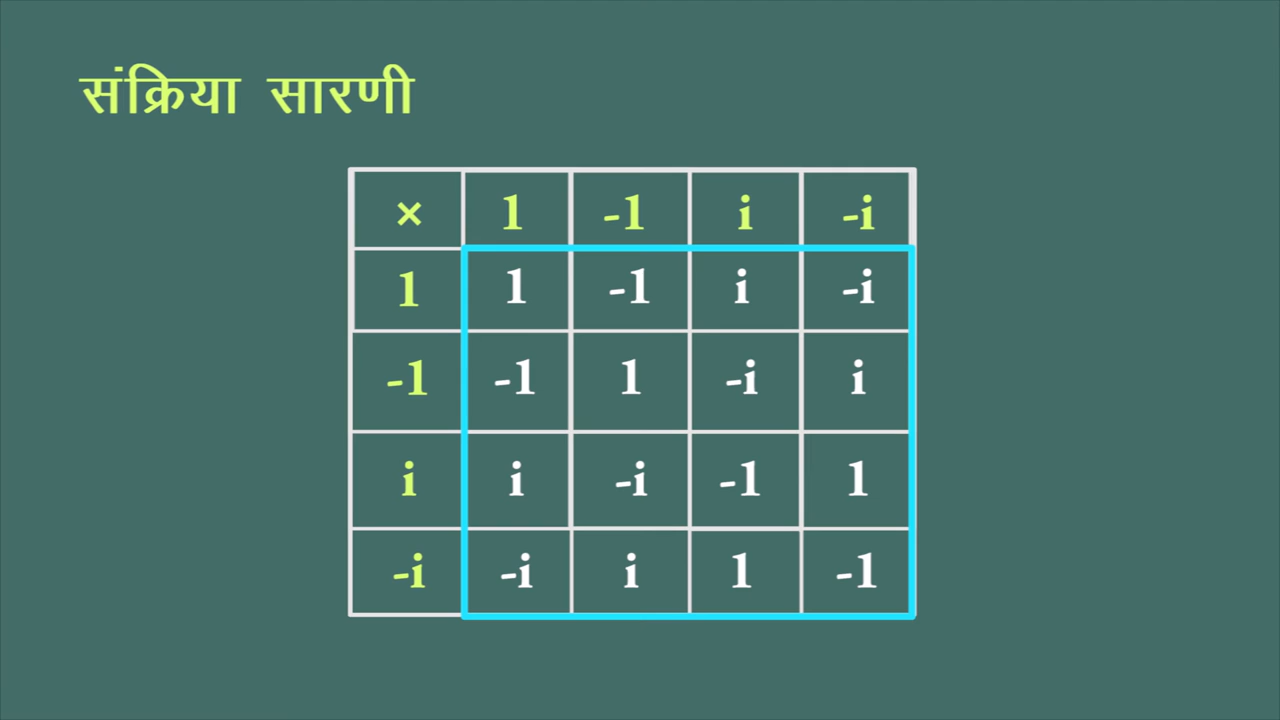 संक्रिया सारणी
× 1 -1 i -i
1 1 -1 i -i
-1 -1 1 -i i
i i -i -1 1
-i -i i 1 -1